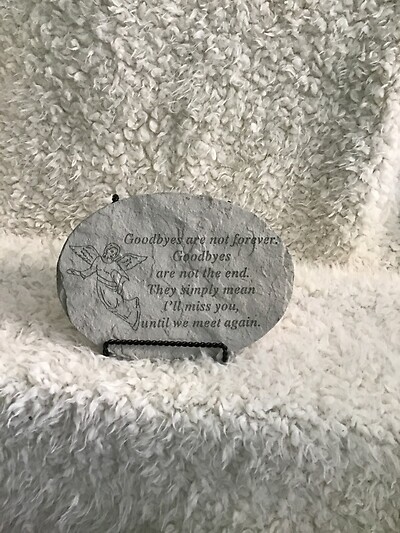 Goodbyes are not forever.
Goodbyes
are not the end.
They simply mean
I'll miss you,
until we meet again.